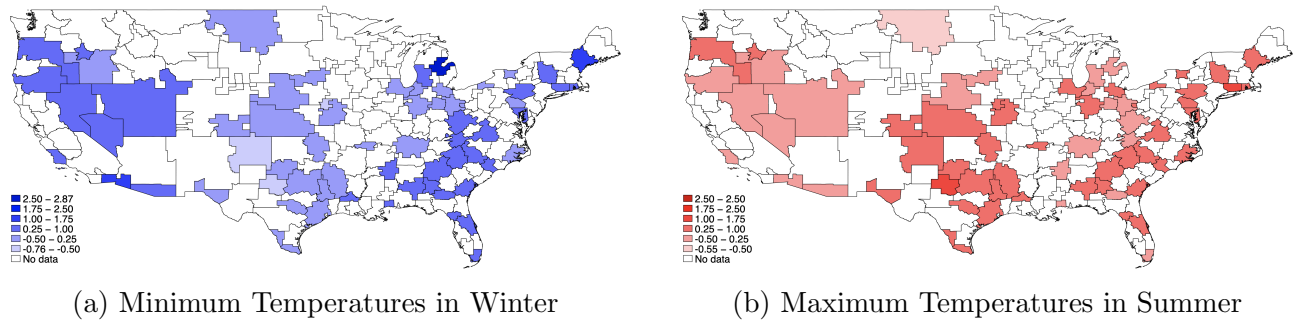 2.50 – 2.87
1.75 – 2.50
1.00 – 1.75
0.25 – 1.00
-0.50 – 0.25
-0.76 – -0.50
No data
(a) Minimum Temperatures in Winter
2.50 – 2.50
1.75 – 2.50
1.00 – 1.75
0.25 – 1.00
-0.50 – 0.25
-0.55 – -0.50
No data
(b) Maximum Temperatures in Summer